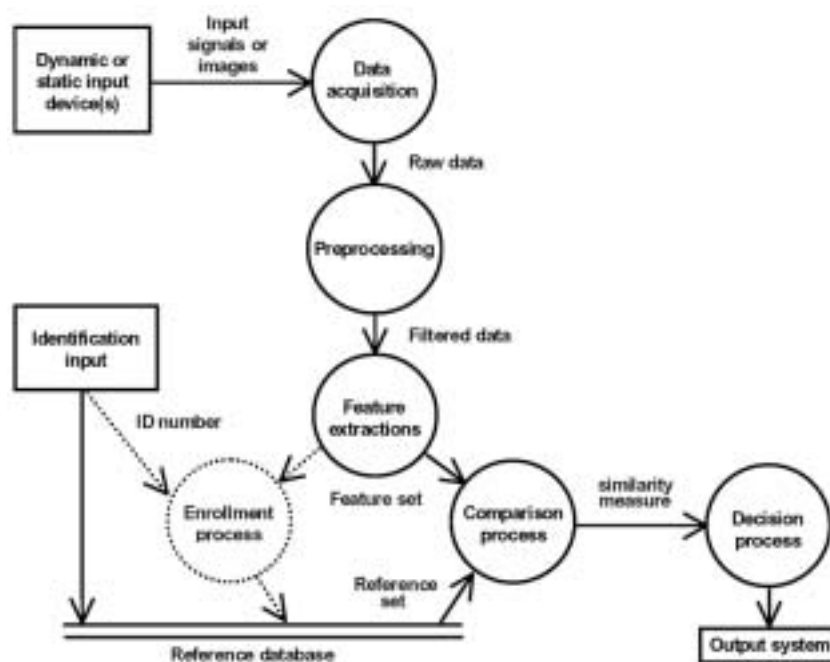 Dynamic or
static input
device(s)
Input
signals or
images
Data
acquisition
Raw data
Preprocessing
Filtered data
Identification
input
ID number
Feature
extractions
Feature set
Enrollment
process
Comparison
process
similarity
measure
Decision
process
Reference
set
Reference database
Output system